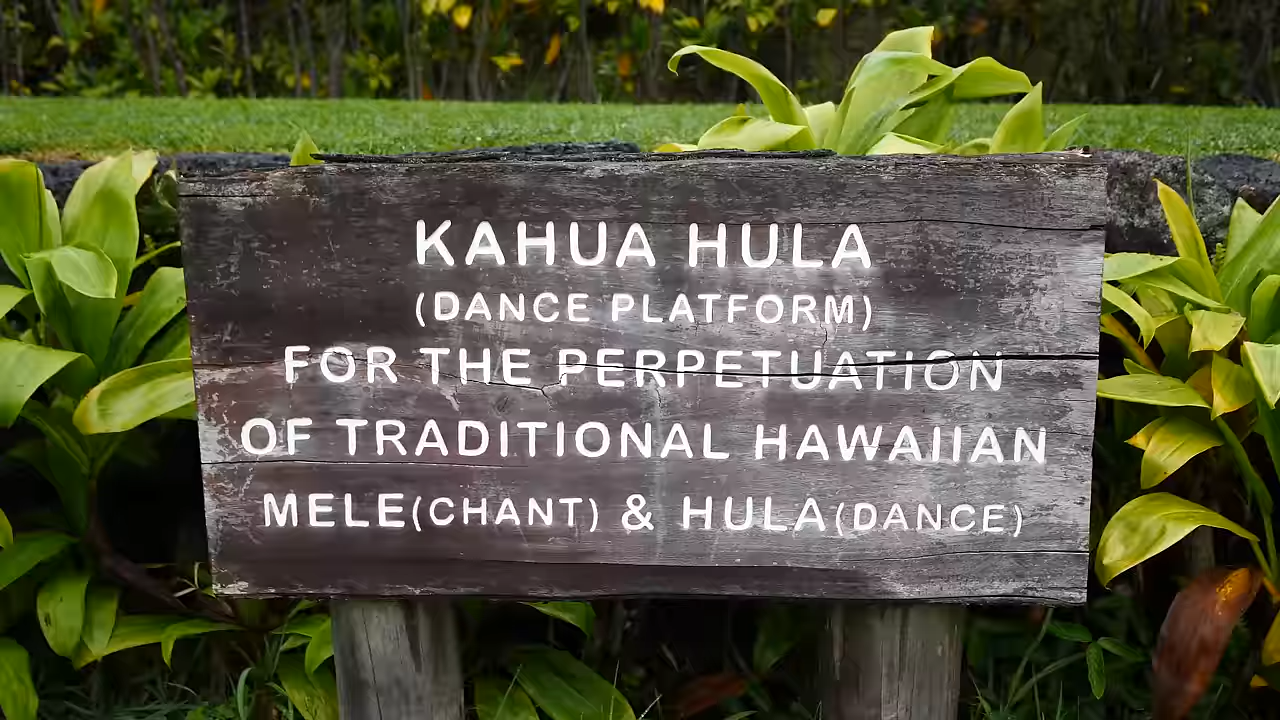 KAHUA HULA
(DANCE PLATFORM)
FOR THE PERPETUATION
OF TRADITIONAL HAWAIIAN
MELE(CHANT) & HULA(DANCE)